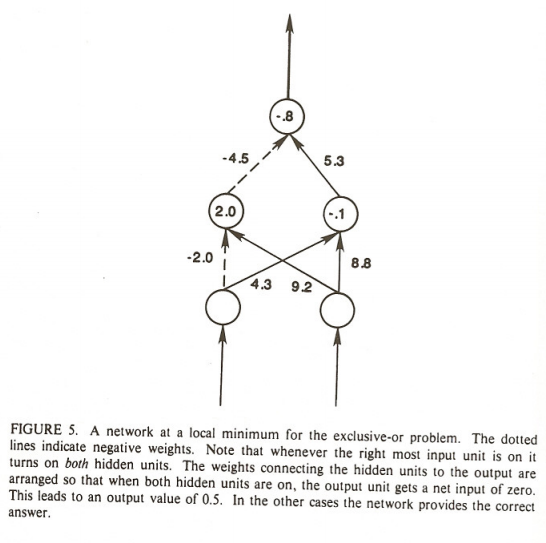 -.8
-4.5
5.3
2.0
-.1
-2.0
8.8
4.3
9.2
FIGURE 5. A network at a local minimum for the exclusive-or problem. The dotted
lines indicate negative weights. Note that whenever the right most input unit is on it
turns on both hidden units. The weights connecting the hidden units to the output are
arranged so that when both hidden units are on, the output unit gets a net input of zero.
This leads to an output value of 0.5. In the other cases the network provides the correct
answer.